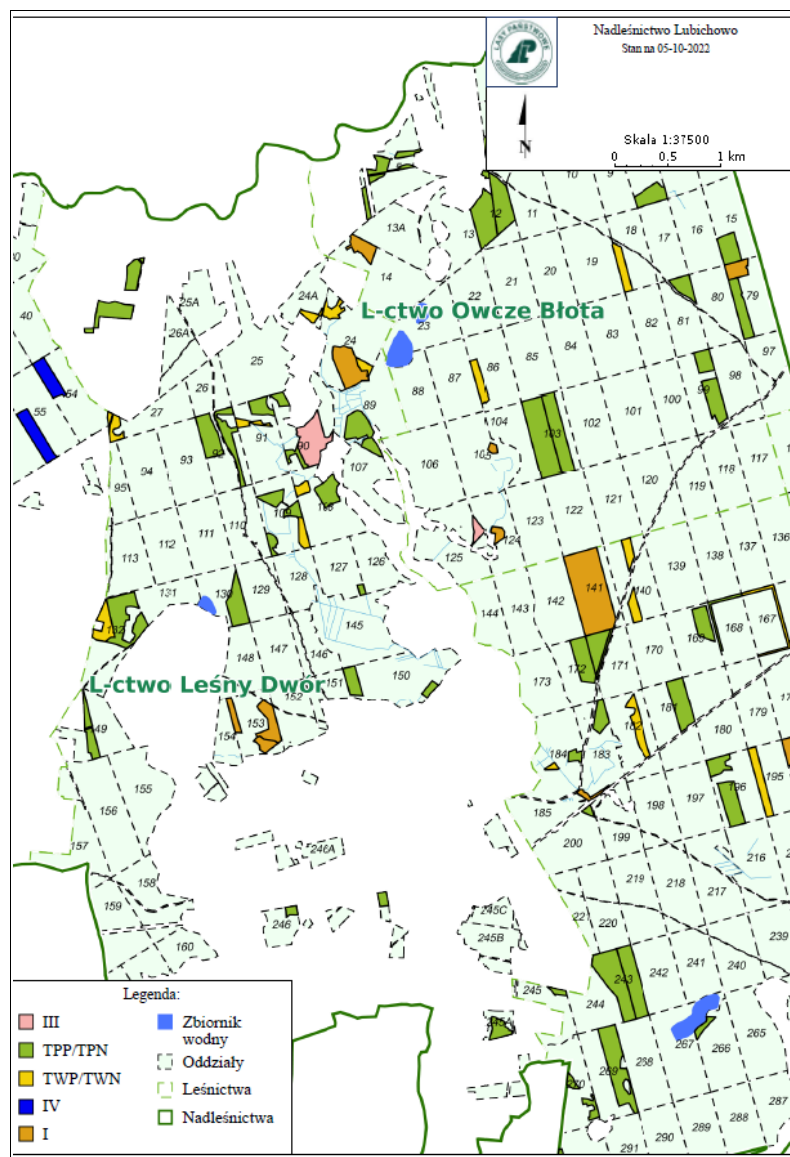 LASY PAŃSTWOWE
Nadleśnictwo Lubichowo
Stan na 05-10-2022
N
Skala 1:37500
0 0.5 1 km
10 9
12 11
13A 13 18 17 16 15
14 21 20 19
25A 24A 22 80 79
40 26A 23 83 82 81
L-ctwo Owcze Błota
24 84
25 85 97
54 26 88 87 86 98
55 27 89 100 99
91 104 103 102 101
94 93 92 90 105
95 107 106 118 117
109 108 121 120 119
113 112 111 110 123 122
125 124 138 137 136
128 127 126 139
131 130 129 142 141 140
132 145 144 143 169 168 167
148 147 146 172 171 170
L-ctwo Leśny Dwór
152 151 150 173
149 154 153 182 181 179
184 183 180
155 197 196 195
156 185 198
157 246A 200 199
158 219 218 217 216
159 245C 22 220
160 246 245B 239
245 244 243 242 241 240
245A 267 266 265
270 269 268
291 290 289 288 287
Legenda:
III
TPP/TPN
TWP/TWN
IV
I
Zbiornik
wodny
Oddziały
Leśnictwa
Nadleśnictwa